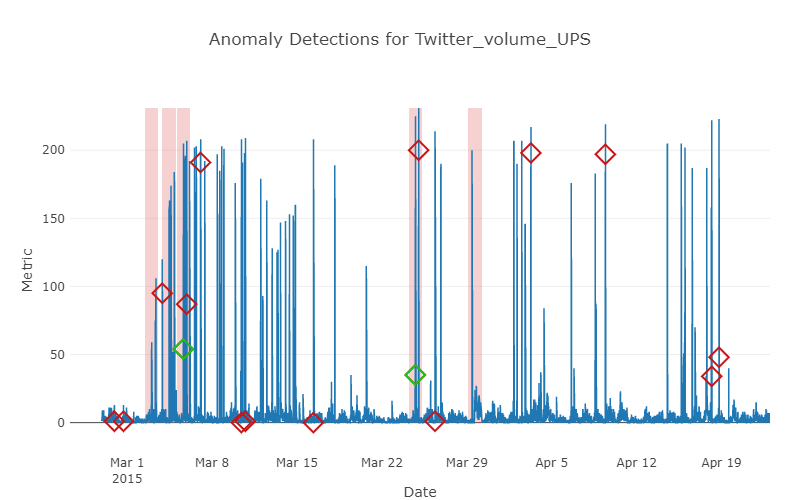 Anomaly Detections for Twitter_volume_UPS
Metric
200
150
100
50
0
Mar 1
2015
Mar 8
Mar 15
Mar 22
Mar 29
Apr 5
Apr 12
Apr 19
Date